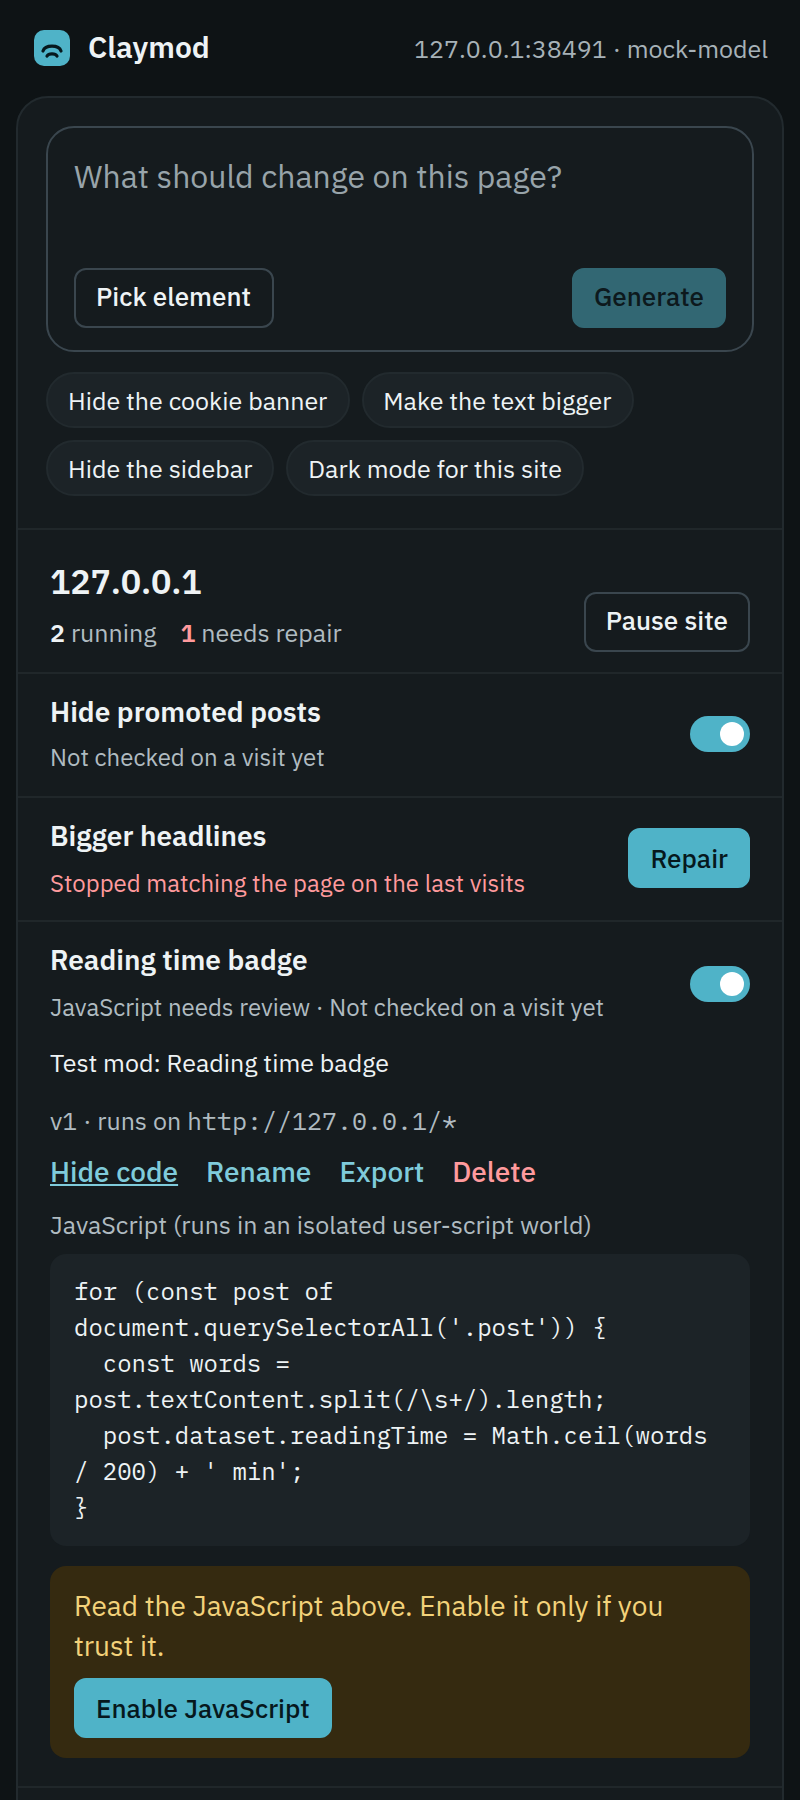 Claymod
127.0.0.1:38491 · mock-model
What should change on this page?
Pick element
Generate
Hide the cookie banner
Make the text bigger
Hide the sidebar
Dark mode for this site
127.0.0.1
2 running 1 needs repair
Pause site
Hide promoted posts
Not checked on a visit yet
Bigger headlines
Stopped matching the page on the last visits
Repair
Reading time badge
JavaScript needs review · Not checked on a visit yet
Test mod: Reading time badge
v1 · runs on http://127.0.0.1/*
Hide code Rename Export Delete
JavaScript (runs in an isolated user-script world)
for (const post of
document.querySelectorAll('.post')) {
  const words =
post.textContent.split(/\s+/).length;
  post.dataset.readingTime = Math.ceil(words
/ 200) + ' min';
}
Read the JavaScript above. Enable it only if you
trust it.
Enable JavaScript